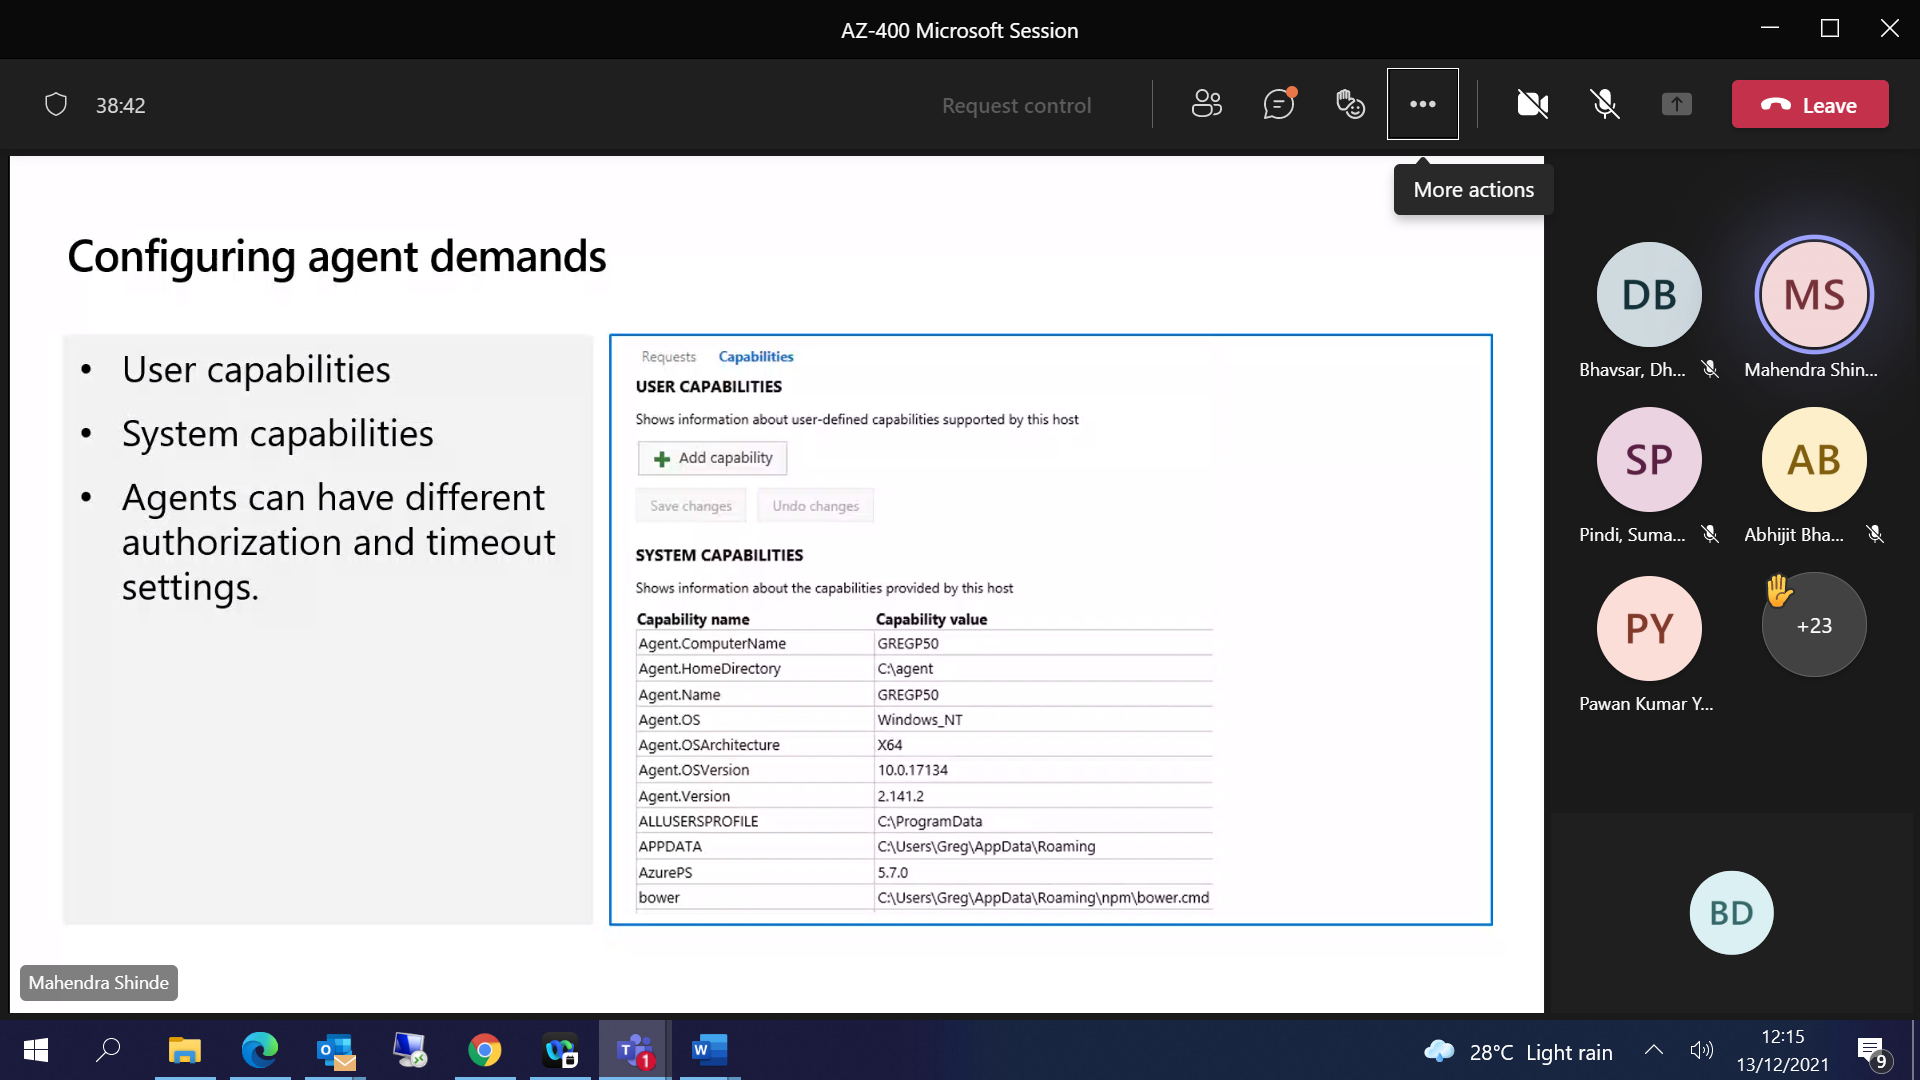 AZ-400 Microsoft Session
38:42
Request control
Leave
More actions
Configuring agent demands
• User capabilities
• System capabilities
• Agents can have different
authorization and timeout
settings.
Requests Capabilities
USER CAPABILITIES
Shows information about user-defined capabilities supported by this host
Add capability
Save changes Undo changes
SYSTEM CAPABILITIES
Shows information about the capabilities provided by this host
Capability name Capability value
Agent.ComputerName GREGP50
Agent.HomeDirectory C:\agent
Agent.Name GREGP50
Agent.OS Windows_NT
Agent.OSArchitecture X64
Agent.OSVersion 10.0.17134
Agent.Version 2.141.2
ALLUSERSPROFILE C:\ProgramData
APPDATA C:\Users\Greg\AppData\Roaming
AzurePS 5.7.0
bower C:\Users\Greg\AppData\Roaming\npm\bower.cmd
Mahendra Shinde
DB MS
Bhavsar, Dh... Mahendra Shin...
SP AB
Pindi, Suma... Abhijit Bha...
PY +23
Pawan Kumar Y...
BD
28°C Light rain
12:15
13/12/2021
9
O
T 1
W